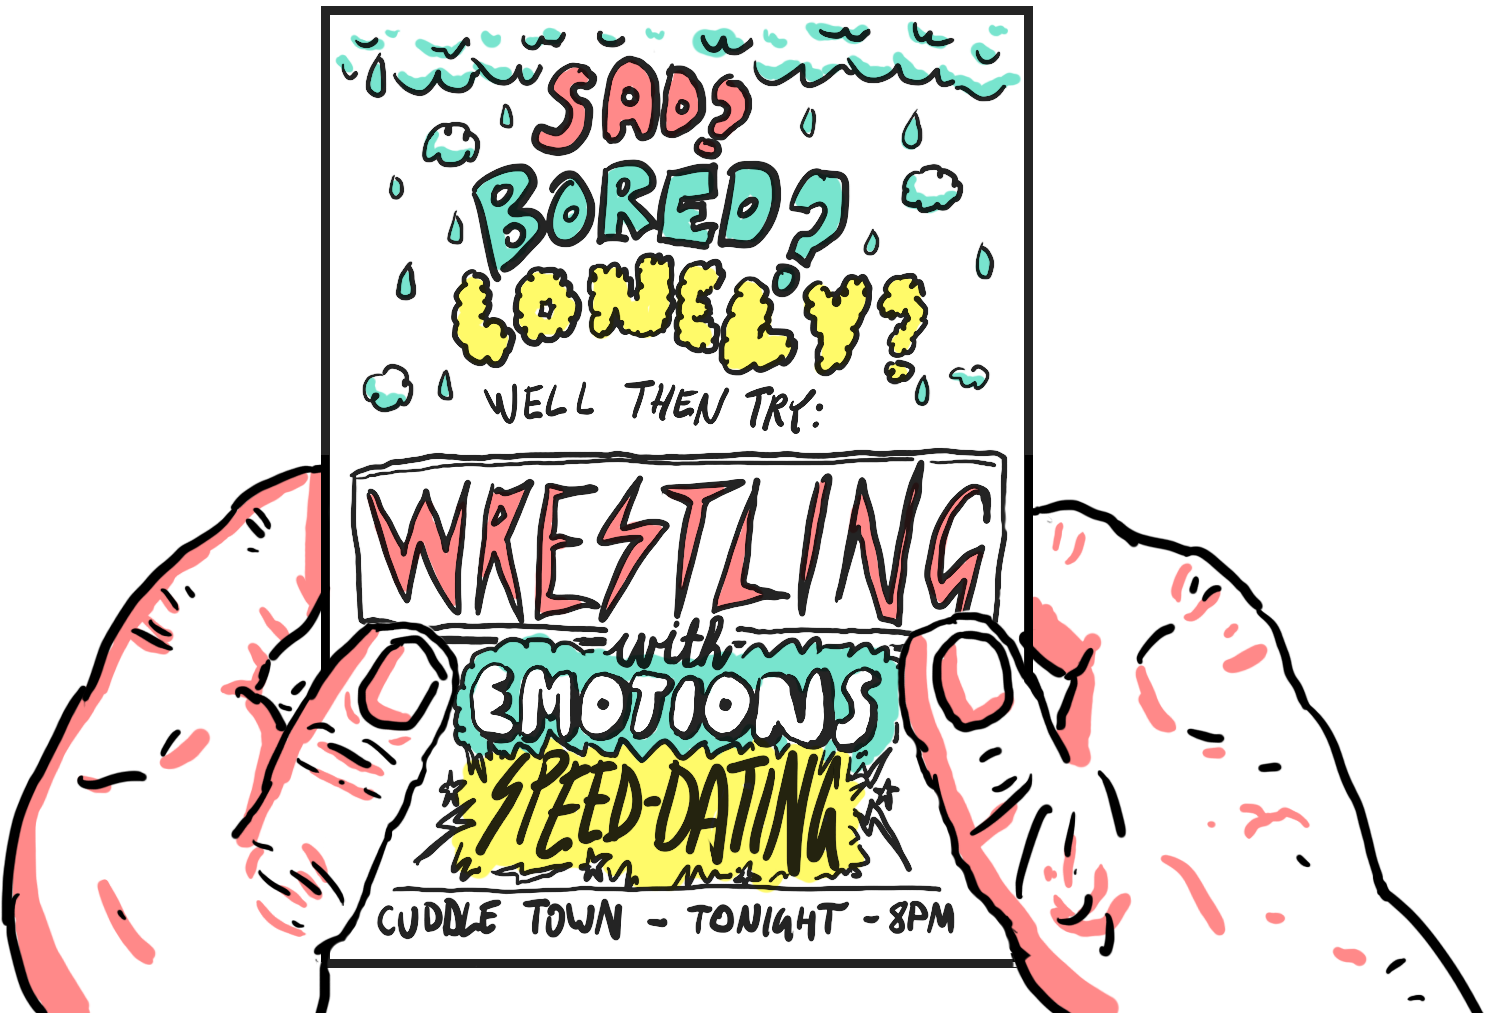 SAD?
BORED?
LONELY?
WELL THEN TRY:
WRESTLING
with
EMOTIONS
SPEED-DATING
CUDDLE TOWN - TONIGHT - 8PM